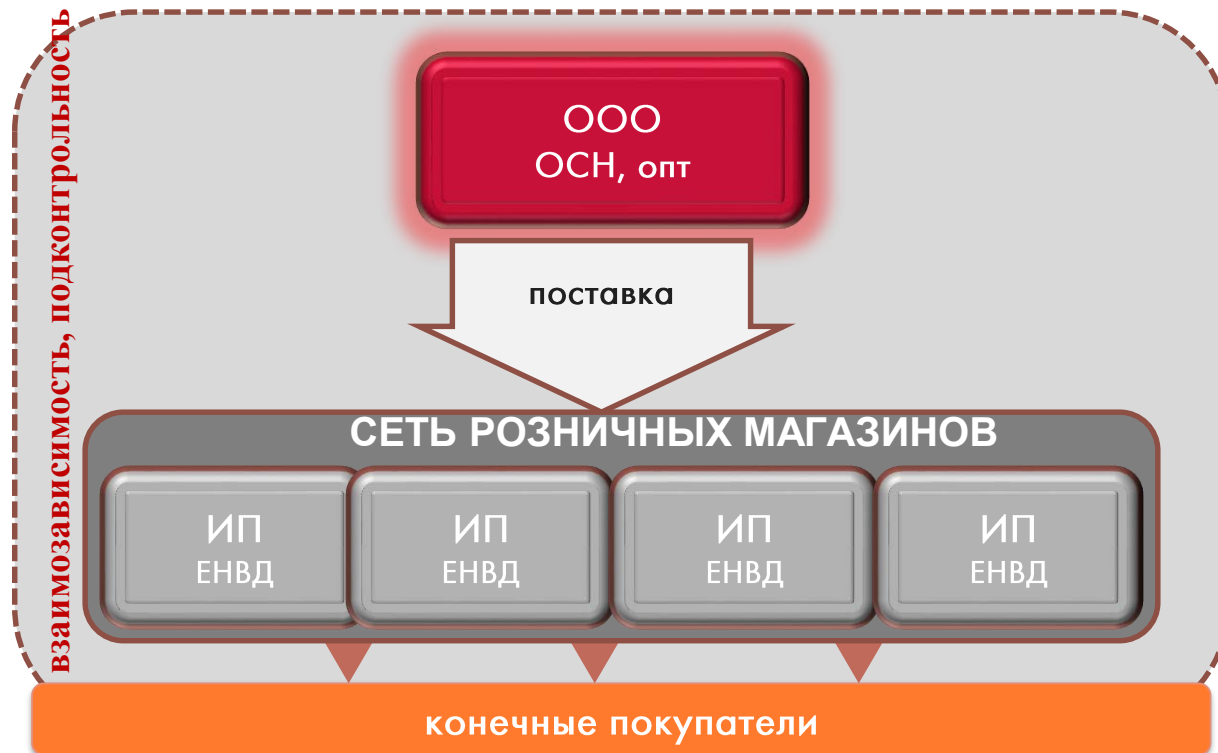 взаимозависимость, подконтрольность
ООО
ОСН, опт
поставка
СЕТЬ РОЗНИЧНЫХ МАГАЗИНОВ
ИП
ЕНВД
ИП
ЕНВД
ИП
ЕНВД
ИП
ЕНВД
конечные покупатели